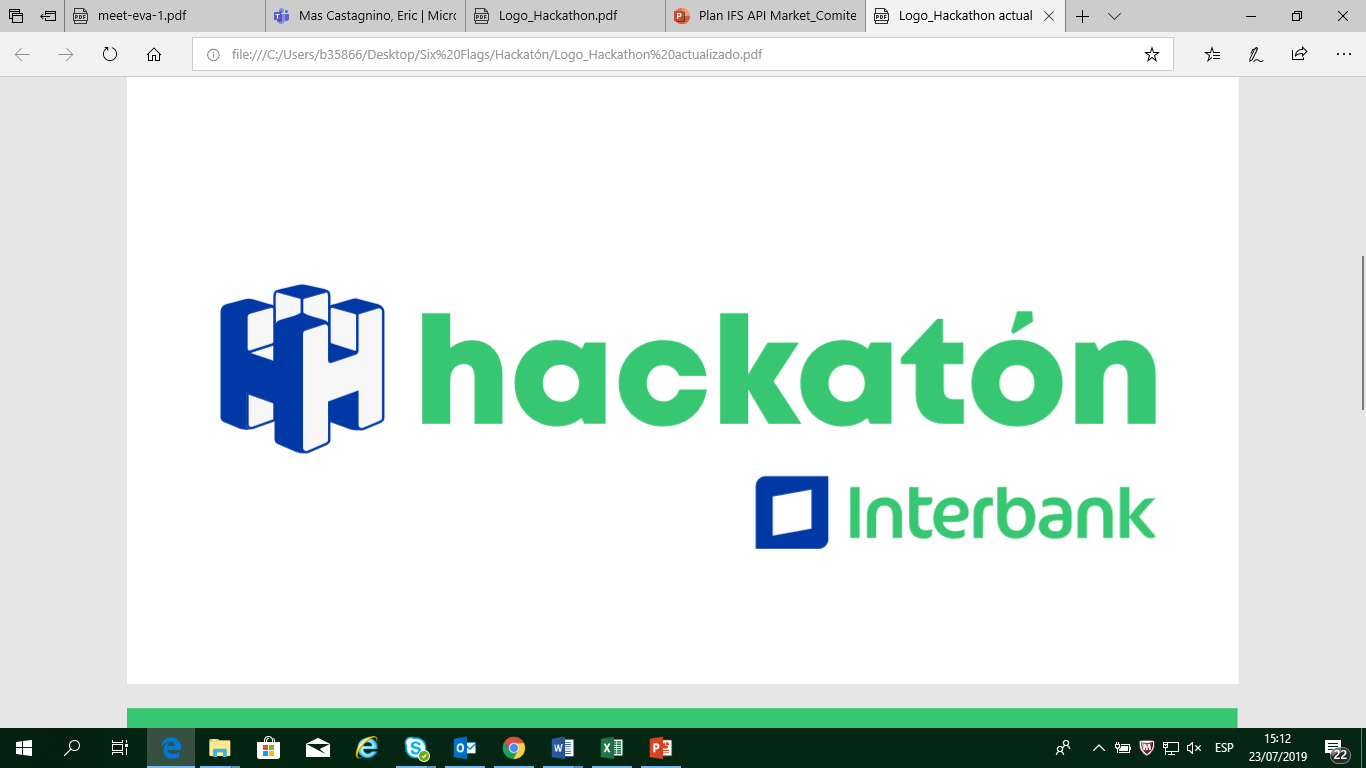 meet-eva-1.pdf
Mas Castagnino, Eric | Micro
Logo_Hackathon.pdf
Plan IFS API Market_Comite
Logo_Hackathon actual
file:///C:/Users/b35866/Desktop/Six%20Flags/Hackatón/Logo_Hackathon%20actualizado.pdf
hackatón
Interbank
ESP
15:12
23/07/2019
22